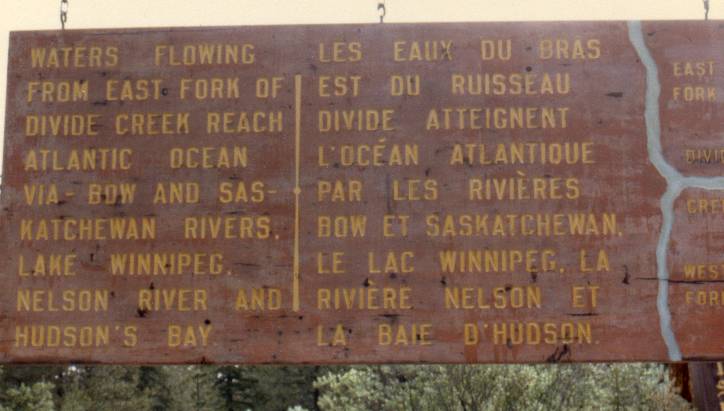 WATERS FLOWING
FROM EAST FORK OF
DIVIDE CREEK REACH
ATLANTIC OCEAN
VIA- BOW AND SAS-
KATCHEWAN RIVERS,
LAKE WINNIPEG,
NELSON RIVER AND
HUDSON'S BAY
LES EAUX DU BRAS
EST DU RUISSEAU
DIVIDE ATTEIGNENT
L'OCÉAN ATLANTIQUE
PAR LES RIVIÈRES
BOW ET SASKATCHEWAN,
LE LAC WINNIPEG, LA
RIVIÈRE NELSON ET
LA BAIE D'HUDSON.
EAST
FORK